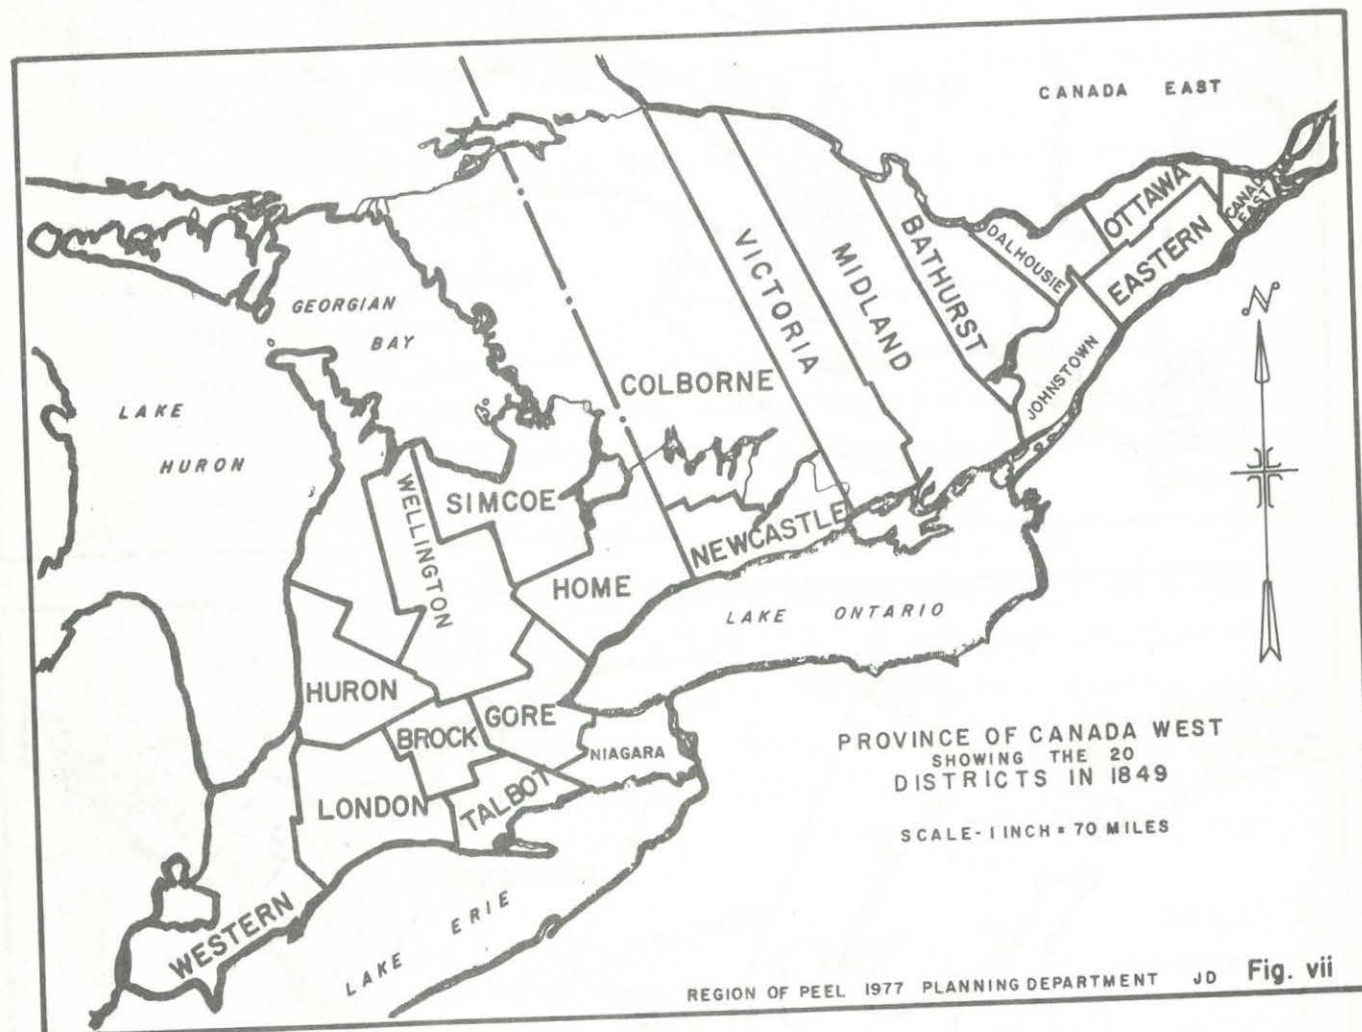 CANADA EAST
OTTAWA
CANADA
EAST
DALHOUSIE
EASTERN
VICTORIA
MIDLAND
BATHURST
N
GEORGIAN
BAY
COLBORNE
JOHNSTOWN
LAKE
HURON
WELLINGTON
SIMCOE
NEWCASTLE
HOME
LAKE ONTARIO
HURON
GORE
BROCK
NIAGARA
LONDON
TALBOT
WESTERN
LAKE ERIE
PROVINCE OF CANADA WEST
SHOWING THE 20
DISTRICTS IN 1849
SCALE-1 INCH = 70 MILES
REGION OF PEEL 1977 PLANNING DEPARTMENT JD Fig. vii